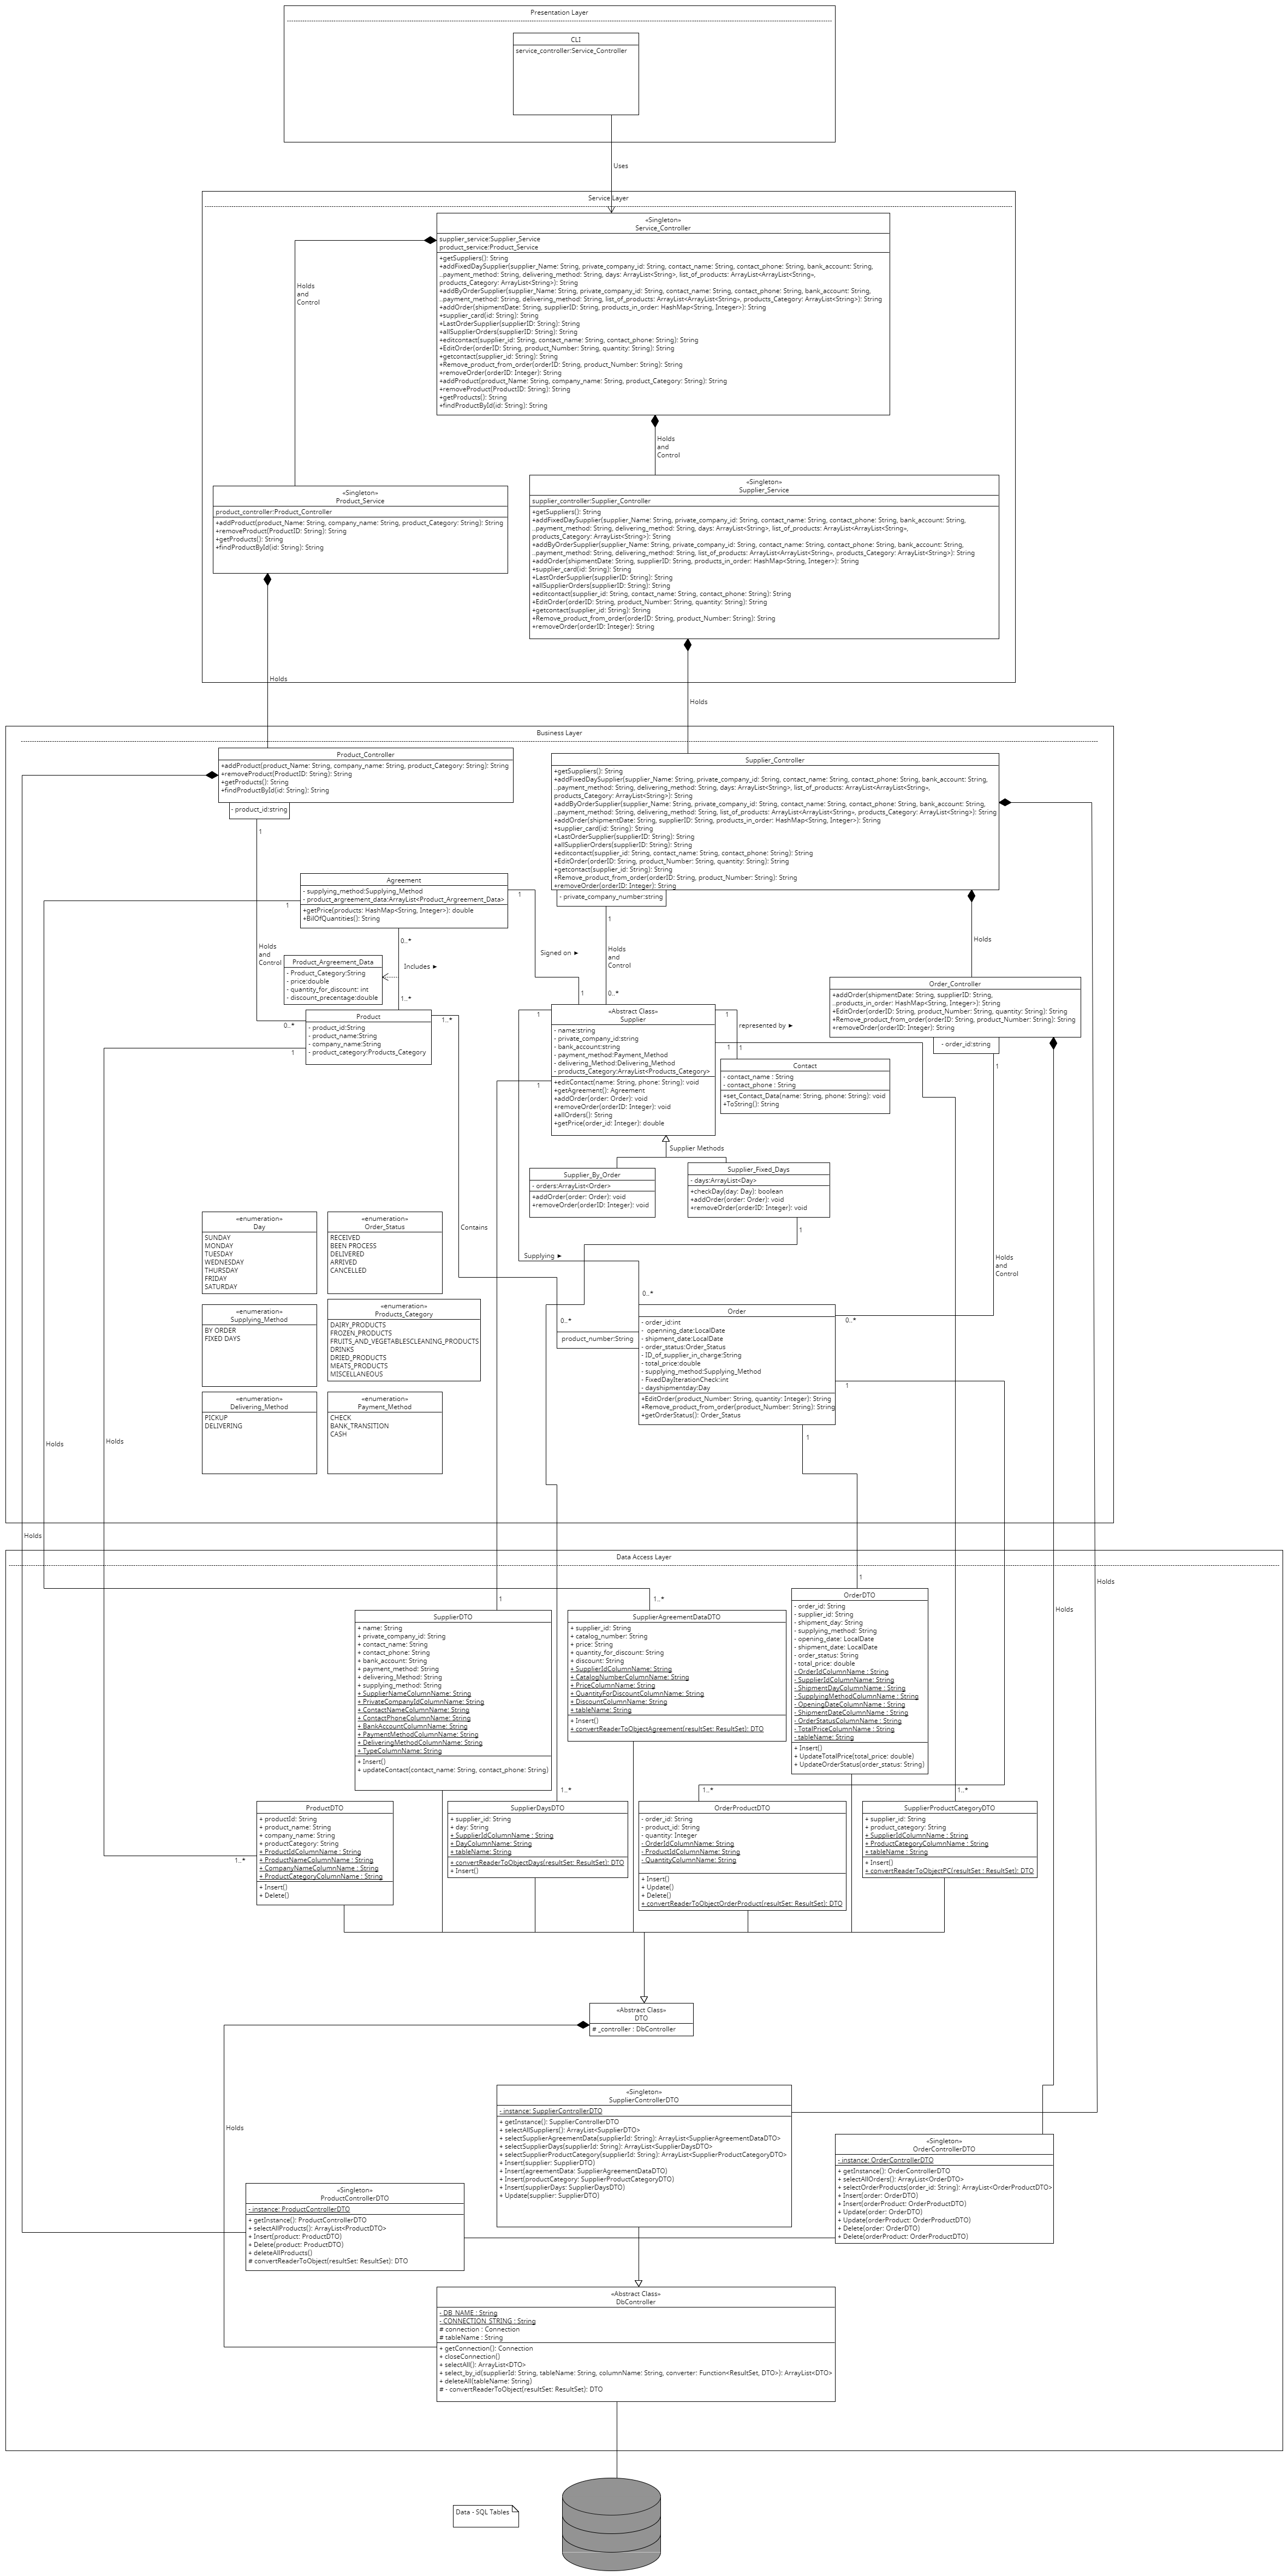 Presentation Layer
CLI
service_controller:Service_Controller
Uses
Service Layer
«Singleton»
Service_Controller
supplier_service:Supplier_Service
product_service:Product_Service
+getSuppliers(): String
+addFixedDaySupplier(supplier_Name: String, private_company_id: String, contact_name: String, contact_phone: String, bank_account: String,
..payment_method: String, delivering_method: String, days: ArrayList<String>, list_of_products: ArrayList<ArrayList<String»,
products_Category: ArrayList<String>): String
+addByOrderSupplier(supplier_Name: String, private_company_id: String, contact_name: String, contact_phone: String, bank_account: String,
..payment_method: String, delivering_method: String, list_of_products: ArrayList<ArrayList<String», products_Category: ArrayList<String>): String
+addOrder(shipmentDate: String, supplierID: String, products_in_order: HashMap<String, Integer>): String
+supplier_card(id: String): String
+LastOrderSupplier(supplierID: String): String
+allSupplierOrders(supplierID: String): String
+editcontact(supplier_id: String, contact_name: String, contact_phone: String): String
+EditOrder(orderID: String, product_Number: String, quantity: String): String
+getcontact(supplier_id: String): String
+Remove_product_from_order(orderID: String, product_Number: String): String
+removeOrder(orderID: Integer): String
+addProduct(product_Name: String, company_name: String, product_Category: String): String
+removeProduct(ProductID: String): String
+getProducts(): String
+findProductById(id: String): String
Holds
and
Control
Holds
and
Control
«Singleton»
Product_Service
product_controller:Product_Controller
+addProduct(product_Name: String, company_name: String, product_Category: String): String
+removeProduct(ProductID: String): String
+getProducts(): String
+findProductById(id: String): String
«Singleton»
Supplier_Service
supplier_controller:Supplier_Controller
+getSuppliers(): String
+addFixedDaySupplier(supplier_Name: String, private_company_id: String, contact_name: String, contact_phone: String, bank_account: String,
..payment_method: String, delivering_method: String, days: ArrayList<String>, list_of_products: ArrayList<ArrayList<String»,
products_Category: ArrayList<String>): String
+addByOrderSupplier(supplier_Name: String, private_company_id: String, contact_name: String, contact_phone: String, bank_account: String,
..payment_method: String, delivering_method: String, list_of_products: ArrayList<ArrayList<String», products_Category: ArrayList<String>): String
+addOrder(shipmentDate: String, supplierID: String, products_in_order: HashMap<String, Integer>): String
+supplier_card(id: String): String
+LastOrderSupplier(supplierID: String): String
+allSupplierOrders(supplierID: String): String
+editcontact(supplier_id: String, contact_name: String, contact_phone: String): String
+EditOrder(orderID: String, product_Number: String, quantity: String): String
+getcontact(supplier_id: String): String
+Remove_product_from_order(orderID: String, product_Number: String): String
+removeOrder(orderID: Integer): String
Holds
Holds
Business Layer
Product_Controller
+addProduct(product_Name: String, company_name: String, product_Category: String): String
+removeProduct(ProductID: String): String
+getProducts(): String
+findProductById(id: String): String
- product_id:string
1
Supplier_Controller
+getSuppliers(): String
+addFixedDaySupplier(supplier_Name: String, private_company_id: String, contact_name: String, contact_phone: String, bank_account: String,
..payment_method: String, delivering_method: String, days: ArrayList<String>, list_of_products: ArrayList<ArrayList<String»,
products_Category: ArrayList<String>): String
+addByOrderSupplier(supplier_Name: String, private_company_id: String, contact_name: String, contact_phone: String, bank_account: String,
..payment_method: String, delivering_method: String, list_of_products: ArrayList<ArrayList<String», products_Category: ArrayList<String>): String
+addOrder(shipmentDate: String, supplierID: String, products_in_order: HashMap<String, Integer>): String
+supplier_card(id: String): String
+LastOrderSupplier(supplierID: String): String
+allSupplierOrders(supplierID: String): String
+editcontact(supplier_id: String, contact_name: String, contact_phone: String): String
+EditOrder(orderID: String, product_Number: String, quantity: String): String
+getcontact(supplier_id: String): String
+Remove_product_from_order(orderID: String, product_Number: String): String
+removeOrder(orderID: Integer): String
- private_company_number:string
1
Agreement
- supplying_method:Supplying_Method
- product_argreement_data:ArrayList<Product_Argreement_Data>
+getPrice(products: HashMap<String, Integer>): double
+BilOfQuantities(): String
1
1
0..*
Holds
and
Control
Signed on ►
Holds
and
Control
Holds
Product_Argreement_Data
- Product_Category:String
- price:double
- quantity_for_discount: int
- discount_precentage:double
Includes ►
1..*
1
0..*
Order_Controller
+addOrder(shipmentDate: String, supplierID: String,
..products_in_order: HashMap<String, Integer>): String
+EditOrder(orderID: String, product_Number: String, quantity: String): String
+Remove_product_from_order(orderID: String, product_Number: String): String
+removeOrder(orderID: Integer): String
- order_id:string
1
Product
- product_id:String
- product_name:String
- company_name:String
- product_category:Products_Category
0..*
1
1..*
«Abstract Class»
Supplier
- name:string
- private_company_id:string
- bank_account:string
- payment_method:Payment_Method
- delivering_Method:Delivering_Method
- products_Category:ArrayList<Products_Category>
+editContact(name: String, phone: String): void
+getAgreement(): Agreement
+addOrder(order: Order): void
+removeOrder(orderID: Integer): void
+allOrders(): String
+getPrice(order_id: Integer): double
1
1
1
represented by ►
1
1
Contact
- contact_name : String
- contact_phone : String
+set_Contact_Data(name: String, phone: String): void
+ToString(): String
Supplier Methods
Supplier_By_Order
- orders:ArrayList<Order>
+addOrder(order: Order): void
+removeOrder(orderID: Integer): void
Supplier_Fixed_Days
- days:ArrayList<Day>
+checkDay(day: Day): boolean
+addOrder(order: Order): void
+removeOrder(orderID: Integer): void
1
Contains
Supplying ►
Holds
and
Control
«enumeration»
Day
SUNDAY
MONDAY
TUESDAY
WEDNESDAY
THURSDAY
FRIDAY
SATURDAY
«enumeration»
Order_Status
RECEIVED
BEEN PROCESS
DELIVERED
ARRIVED
CANCELLED
«enumeration»
Supplying_Method
BY ORDER
FIXED DAYS
«enumeration»
Products_Category
DAIRY_PRODUCTS
FROZEN_PRODUCTS
FRUITS_AND_VEGETABLESCLEANING_PRODUCTS
DRINKS
DRIED_PRODUCTS
MEATS_PRODUCTS
MISCELLANEOUS
«enumeration»
Delivering_Method
PICKUP
DELIVERING
«enumeration»
Payment_Method
CHECK
BANK_TRANSITION
CASH
0..*
0..*
0..*
product_number:String
Order
- order_id:int
- openning_date:LocalDate
- shipment_date:LocalDate
- order_status:Order_Status
- ID_of_supplier_in_charge:String
- total_price:double
- supplying_method:Supplying_Method
- FixedDayIterationCheck:int
- dayshipmentday:Day
+EditOrder(product_Number: String, quantity: Integer): String
+Remove_product_from_order(product_Number: String): String
+getOrderStatus(): Order_Status
1
1
Holds
Holds
Holds
Data Access Layer
Holds
Holds
1
1..*
1
SupplierDTO
+ name: String
+ private_company_id: String
+ contact_name: String
+ contact_phone: String
+ bank_account: String
+ payment_method: String
+ delivering_Method: String
+ supplying_method: String
+ SupplierNameColumnName: String
+ PrivateCompanyIdColumnName: String
+ ContactNameColumnName: String
+ ContactPhoneColumnName: String
+ BankAccountColumnName: String
+ PaymentMethodColumnName: String
+ DeliveringMethodColumnName: String
+ TypeColumnName: String
+ Insert()
+ updateContact(contact_name: String, contact_phone: String)
SupplierAgreementDataDTO
+ supplier_id: String
+ catalog_number: String
+ price: String
+ quantity_for_discount: String
+ discount: String
+ SupplierIdColumnName: String
+ CatalogNumberColumnName: String
+ PriceColumnName: String
+ QuantityForDiscountColumnName: String
+ DiscountColumnName: String
+ tableName: String
+ Insert()
+ convertReaderToObjectAgreement(resultSet: ResultSet): DTO
OrderDTO
- order_id: String
- supplier_id: String
- shipment_day: String
- supplying_method: String
- opening_date: LocalDate
- shipment_date: LocalDate
- order_status: String
- total_price: double
- OrderIdColumnName : String
- SupplierIdColumnName: String
- ShipmentDayColumnName : String
- SupplyingMethodColumnName : String
- OpeningDateColumnName : String
- ShipmentDateColumnName : String
- OrderStatusColumnName : String
- TotalPriceColumnName : String
- tableName: String
+ Insert()
+ UpdateTotalPrice(total_price: double)
+ UpdateOrderStatus(order_status: String)
1..*
1..*
1..*
1..*
ProductDTO
+ productId: String
+ product_name: String
+ company_name: String
+ productCategory: String
+ ProductIdColumnName: String
+ ProductNameColumnName: String
+ CompanyNameColumnName: String
+ ProductCategoryColumnName: String
+ Insert()
+ Delete()
SupplierDaysDTO
+ supplier_id: String
+ day: String
+ SupplierIdColumnName: String
+ DayColumnName: String
+ tableName: String
+ convertReaderToObjectDays(resultSet: ResultSet): DTO
+ Insert()
OrderProductDTO
- order_id: String
- product_id: String
- quantity: Integer
- OrderIdColumnName: String
- ProductIdColumnName: String
- QuantityColumnName: String
+ Insert()
+ Update()
+ Delete()
+ convertReaderToObjectOrderProduct(resultSet: ResultSet): DTO
SupplierProductCategoryDTO
+ supplier_id: String
+ product_category: String
+ SupplierIdColumnName: String
+ ProductCategoryColumnName: String
+ tableName : String
+ Insert()
+ convertReaderToObjectPC(resultSet : ResultSet): DTO
«Abstract Class»
DTO
# _controller : DbController
Holds
«Singleton»
SupplierControllerDTO
- instance: SupplierControllerDTO
+ getInstance(): SupplierControllerDTO
+ selectAllSuppliers(): ArrayList<SupplierDTO>
+ selectSupplierAgreementData(supplierId: String): ArrayList<SupplierAgreementDataDTO>
+ selectSupplierDays(supplierId: String): ArrayList<SupplierDaysDTO>
+ selectSupplierProductCategory(supplierId: String): ArrayList<SupplierProductCategoryDTO>
+ Insert(supplier: SupplierDTO)
+ Insert(agreementData: SupplierAgreementDataDTO)
+ Insert(productCategory: SupplierProductCategoryDTO)
+ Insert(supplierDays: SupplierDaysDTO)
+ Update(supplier: SupplierDTO)
«Singleton»
OrderControllerDTO
- instance: OrderControllerDTO
+ getInstance(): OrderControllerDTO
+ selectAllOrders(): ArrayList<OrderDTO>
+ selectOrderProducts(order_id: String): ArrayList<OrderProductDTO>
+ Insert(order: OrderDTO)
+ Insert(orderProduct: OrderProductDTO)
+ Update(order: OrderDTO)
+ Update(orderProduct: OrderProductDTO)
+ Delete(order: OrderDTO)
+ Delete(orderProduct: OrderProductDTO)
«Singleton»
ProductControllerDTO
- instance: ProductControllerDTO
+ getInstance(): ProductControllerDTO
+ selectAllProducts(): ArrayList<ProductDTO>
+ Insert(product: ProductDTO)
+ Delete(product: ProductDTO)
+ deleteAllProducts()
# convertReaderToObject(resultSet: ResultSet): DTO
«Abstract Class»
DbController
- DB_NAME : String
- CONNECTION_STRING : String
# connection : Connection
# tableName : String
+ getConnection(): Connection
+ closeConnection()
+ selectAll(): ArrayList<DTO>
+ select_by_id(supplierId: String, tableName: String, columnName: String, converter: Function<ResultSet, DTO>): ArrayList<DTO>
+ deleteAll(tableName: String)
# - convertReaderToObject(resultSet: ResultSet): DTO
Data - SQL Tables